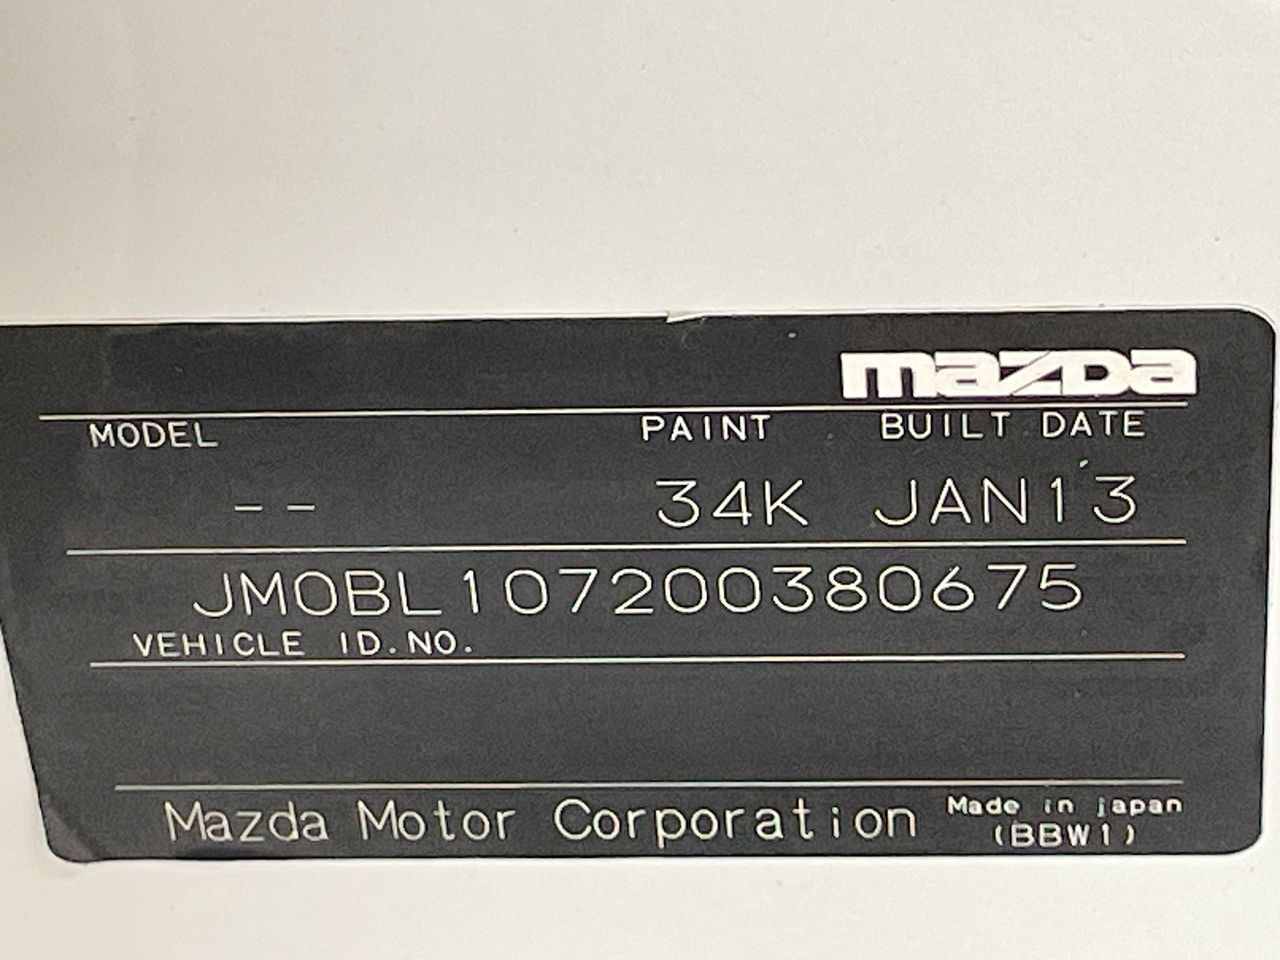 mazda
MODEL PAINT BUILT DATE
-- 34K JAN13
JM0BL107200380675
VEHICLE ID.NO.
Mazda Motor Corporation Made in japan
(BBW1)